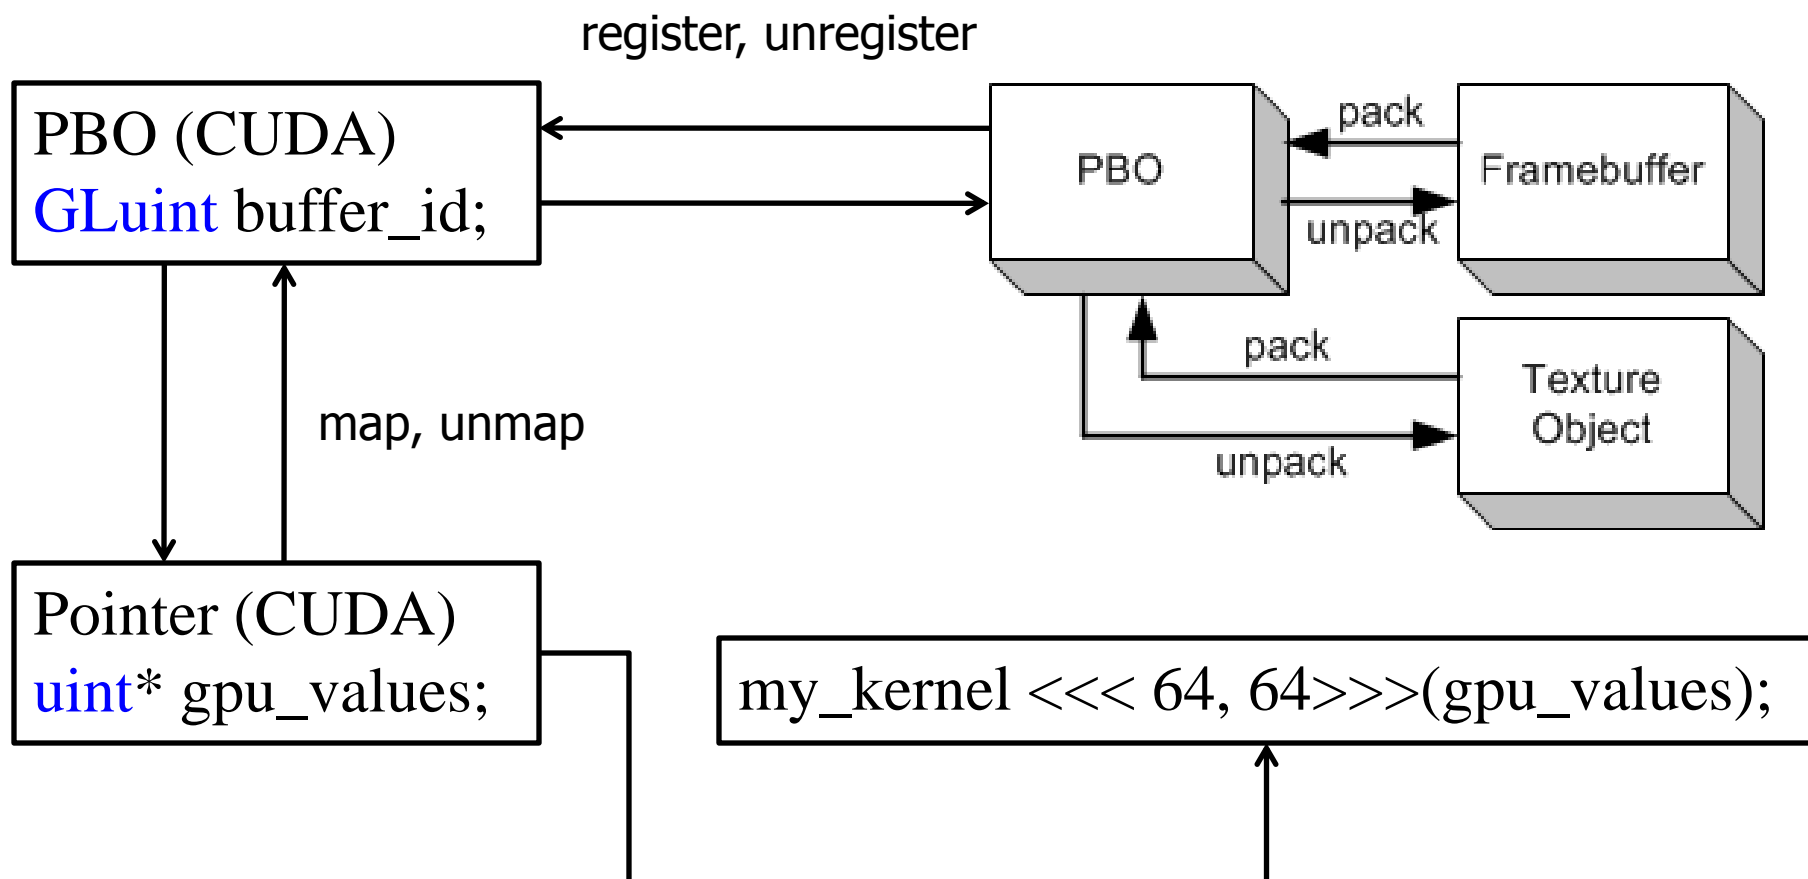 register, unregister
PBO (CUDA)
GLuint buffer_id;
PBO
pack
unpack
Framebuffer
pack
unpack
Texture
Object
map, unmap
Pointer (CUDA)
uint* gpu_values;
my_kernel <<< 64, 64>>>(gpu_values);